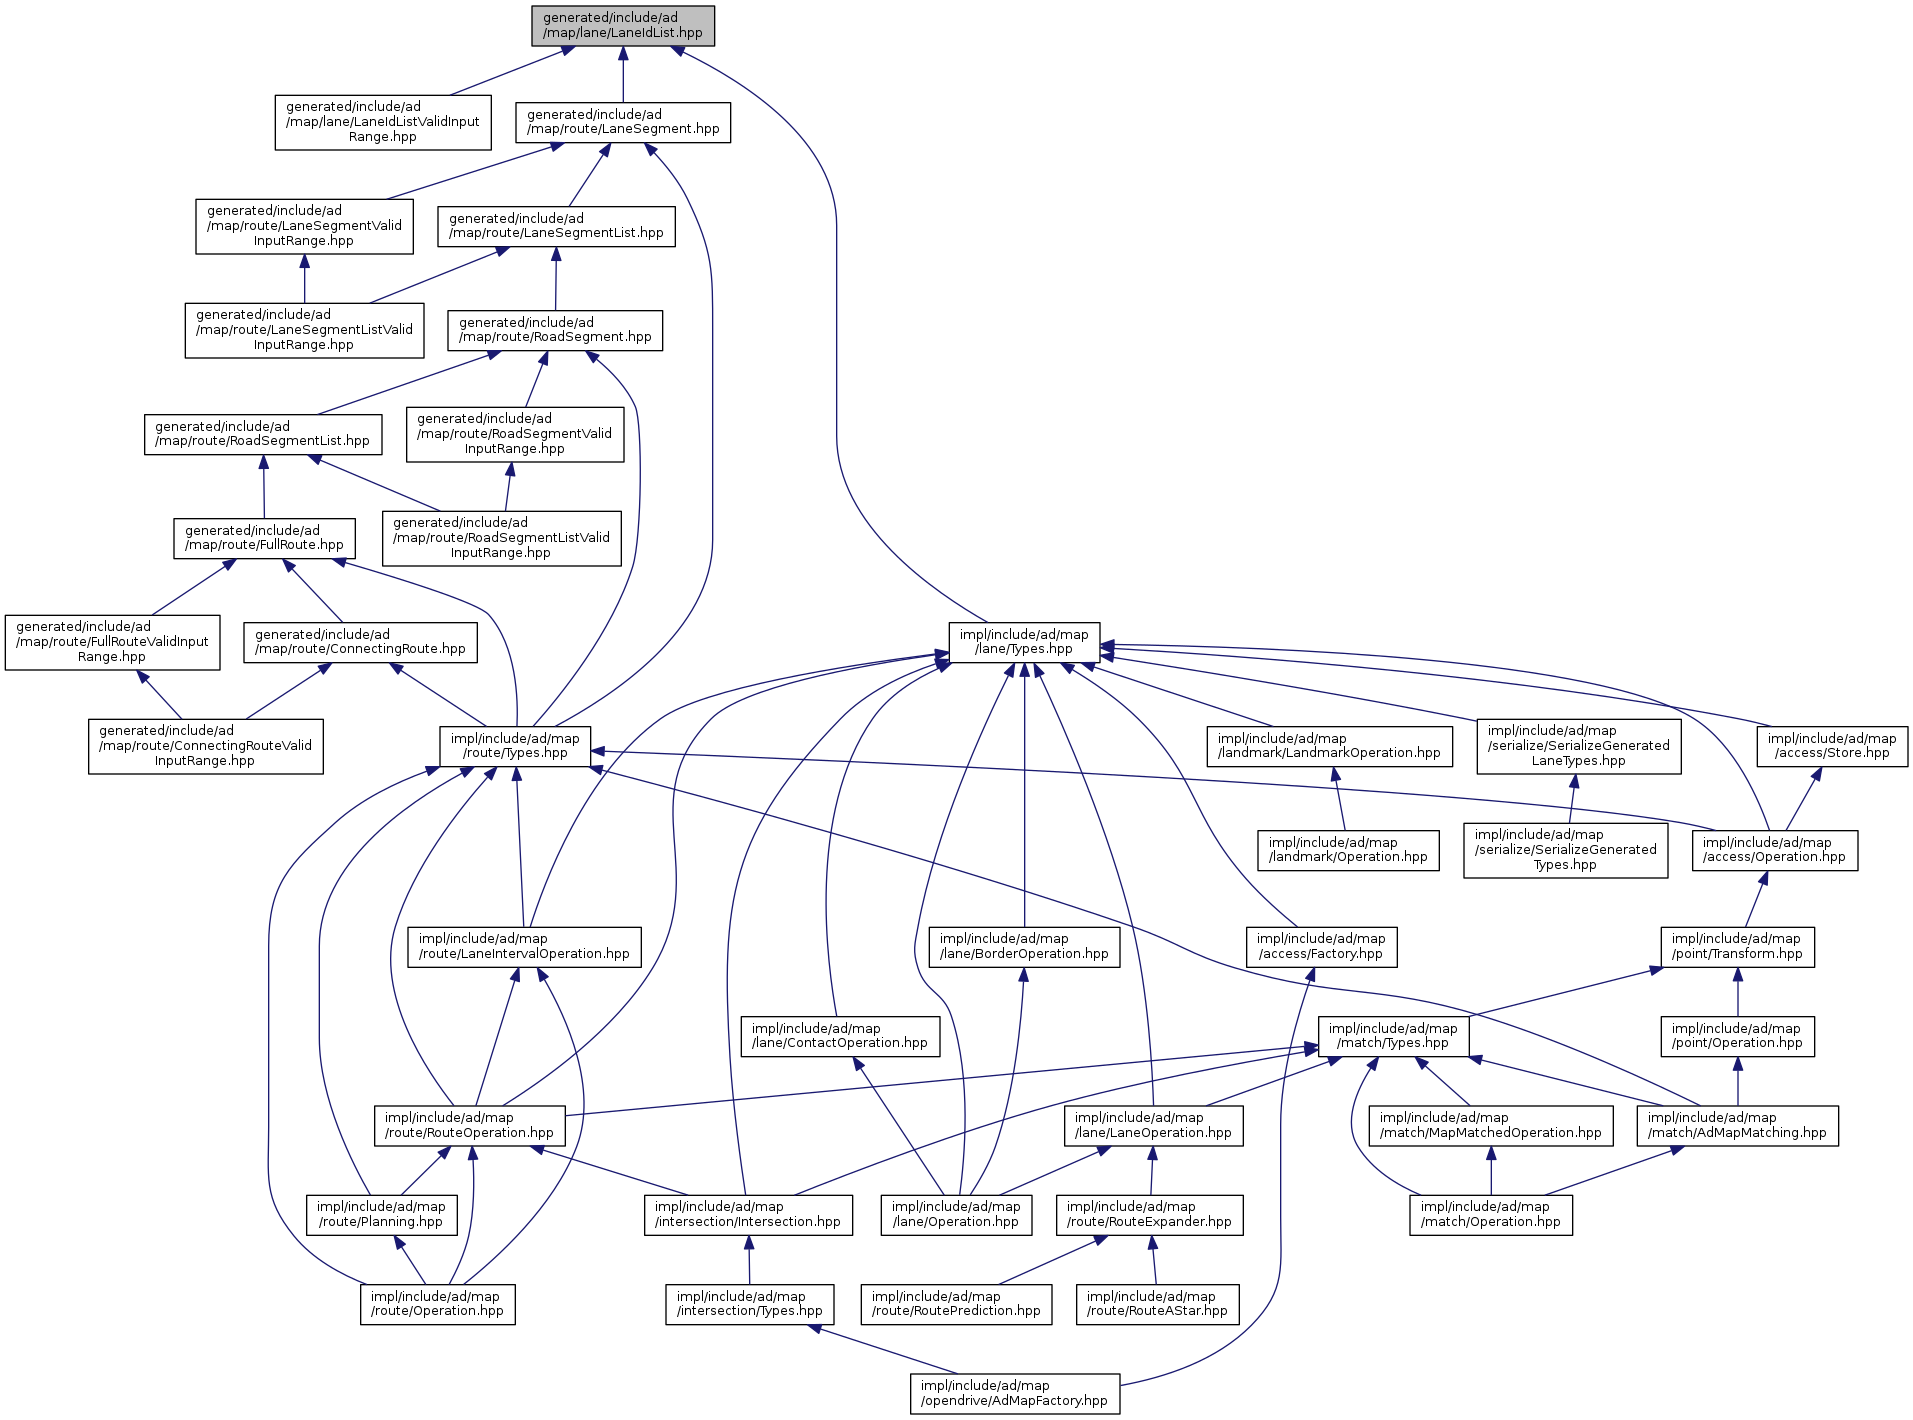 generated/include/ad
/map/lane/LaneIdList.hpp
generated/include/ad
/map/lane/LaneIdListValidInput
Range.hpp
generated/include/ad
/map/route/LaneSegment.hpp
generated/include/ad
/map/route/LaneSegmentValid
InputRange.hpp
generated/include/ad
/map/route/LaneSegmentList.hpp
generated/include/ad
/map/route/LaneSegmentListValid
InputRange.hpp
generated/include/ad
/map/route/RoadSegment.hpp
generated/include/ad
/map/route/RoadSegmentList.hpp
generated/include/ad
/map/route/RoadSegmentValid
InputRange.hpp
generated/include/ad
/map/route/FullRoute.hpp
generated/include/ad
/map/route/RoadSegmentListValid
InputRange.hpp
generated/include/ad
/map/route/FullRouteValidInput
Range.hpp
generated/include/ad
/map/route/ConnectingRoute.hpp
impl/include/ad/map
/lane/Types.hpp
generated/include/ad
/map/route/ConnectingRouteValid
InputRange.hpp
impl/include/ad/map
/route/Types.hpp
impl/include/ad/map
/landmark/LandmarkOperation.hpp
impl/include/ad/map
/serialize/SerializeGenerated
LaneTypes.hpp
impl/include/ad/map
/access/Store.hpp
impl/include/ad/map
/landmark/Operation.hpp
impl/include/ad/map
/serialize/SerializeGenerated
Types.hpp
impl/include/ad/map
/access/Operation.hpp
impl/include/ad/map
/route/LaneIntervalOperation.hpp
impl/include/ad/map
/lane/BorderOperation.hpp
impl/include/ad/map
/access/Factory.hpp
impl/include/ad/map
/point/Transform.hpp
impl/include/ad/map
/lane/ContactOperation.hpp
impl/include/ad/map
/match/Types.hpp
impl/include/ad/map
/point/Operation.hpp
impl/include/ad/map
/route/RouteOperation.hpp
impl/include/ad/map
/lane/LaneOperation.hpp
impl/include/ad/map
/match/MapMatchedOperation.hpp
impl/include/ad/map
/match/AdMapMatching.hpp
impl/include/ad/map
/route/Planning.hpp
impl/include/ad/map
/intersection/Intersection.hpp
impl/include/ad/map
/lane/Operation.hpp
impl/include/ad/map
/route/RouteExpander.hpp
impl/include/ad/map
/match/Operation.hpp
impl/include/ad/map
/route/Operation.hpp
impl/include/ad/map
/intersection/Types.hpp
impl/include/ad/map
/route/RoutePrediction.hpp
impl/include/ad/map
/route/RouteAStar.hpp
impl/include/ad/map
/opendrive/AdMapFactory.hpp